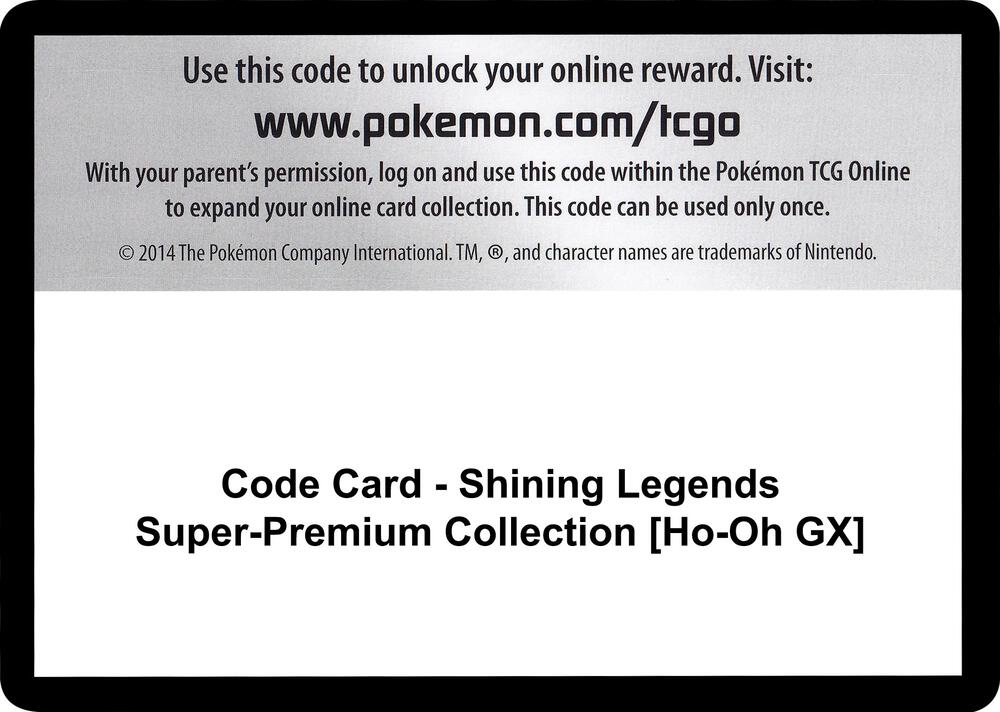 Use this code to unlock your online reward. Visit:
www.pokemon.com/tcgo
With your parent's permission, log on and use this code within the Pokémon TCG Online
to expand your online card collection. This code can be used only once.
© 2014 The Pokémon Company International. TM, ®, and character names are trademarks of Nintendo.
Code Card - Shining Legends
Super-Premium Collection [Ho-Oh GX]